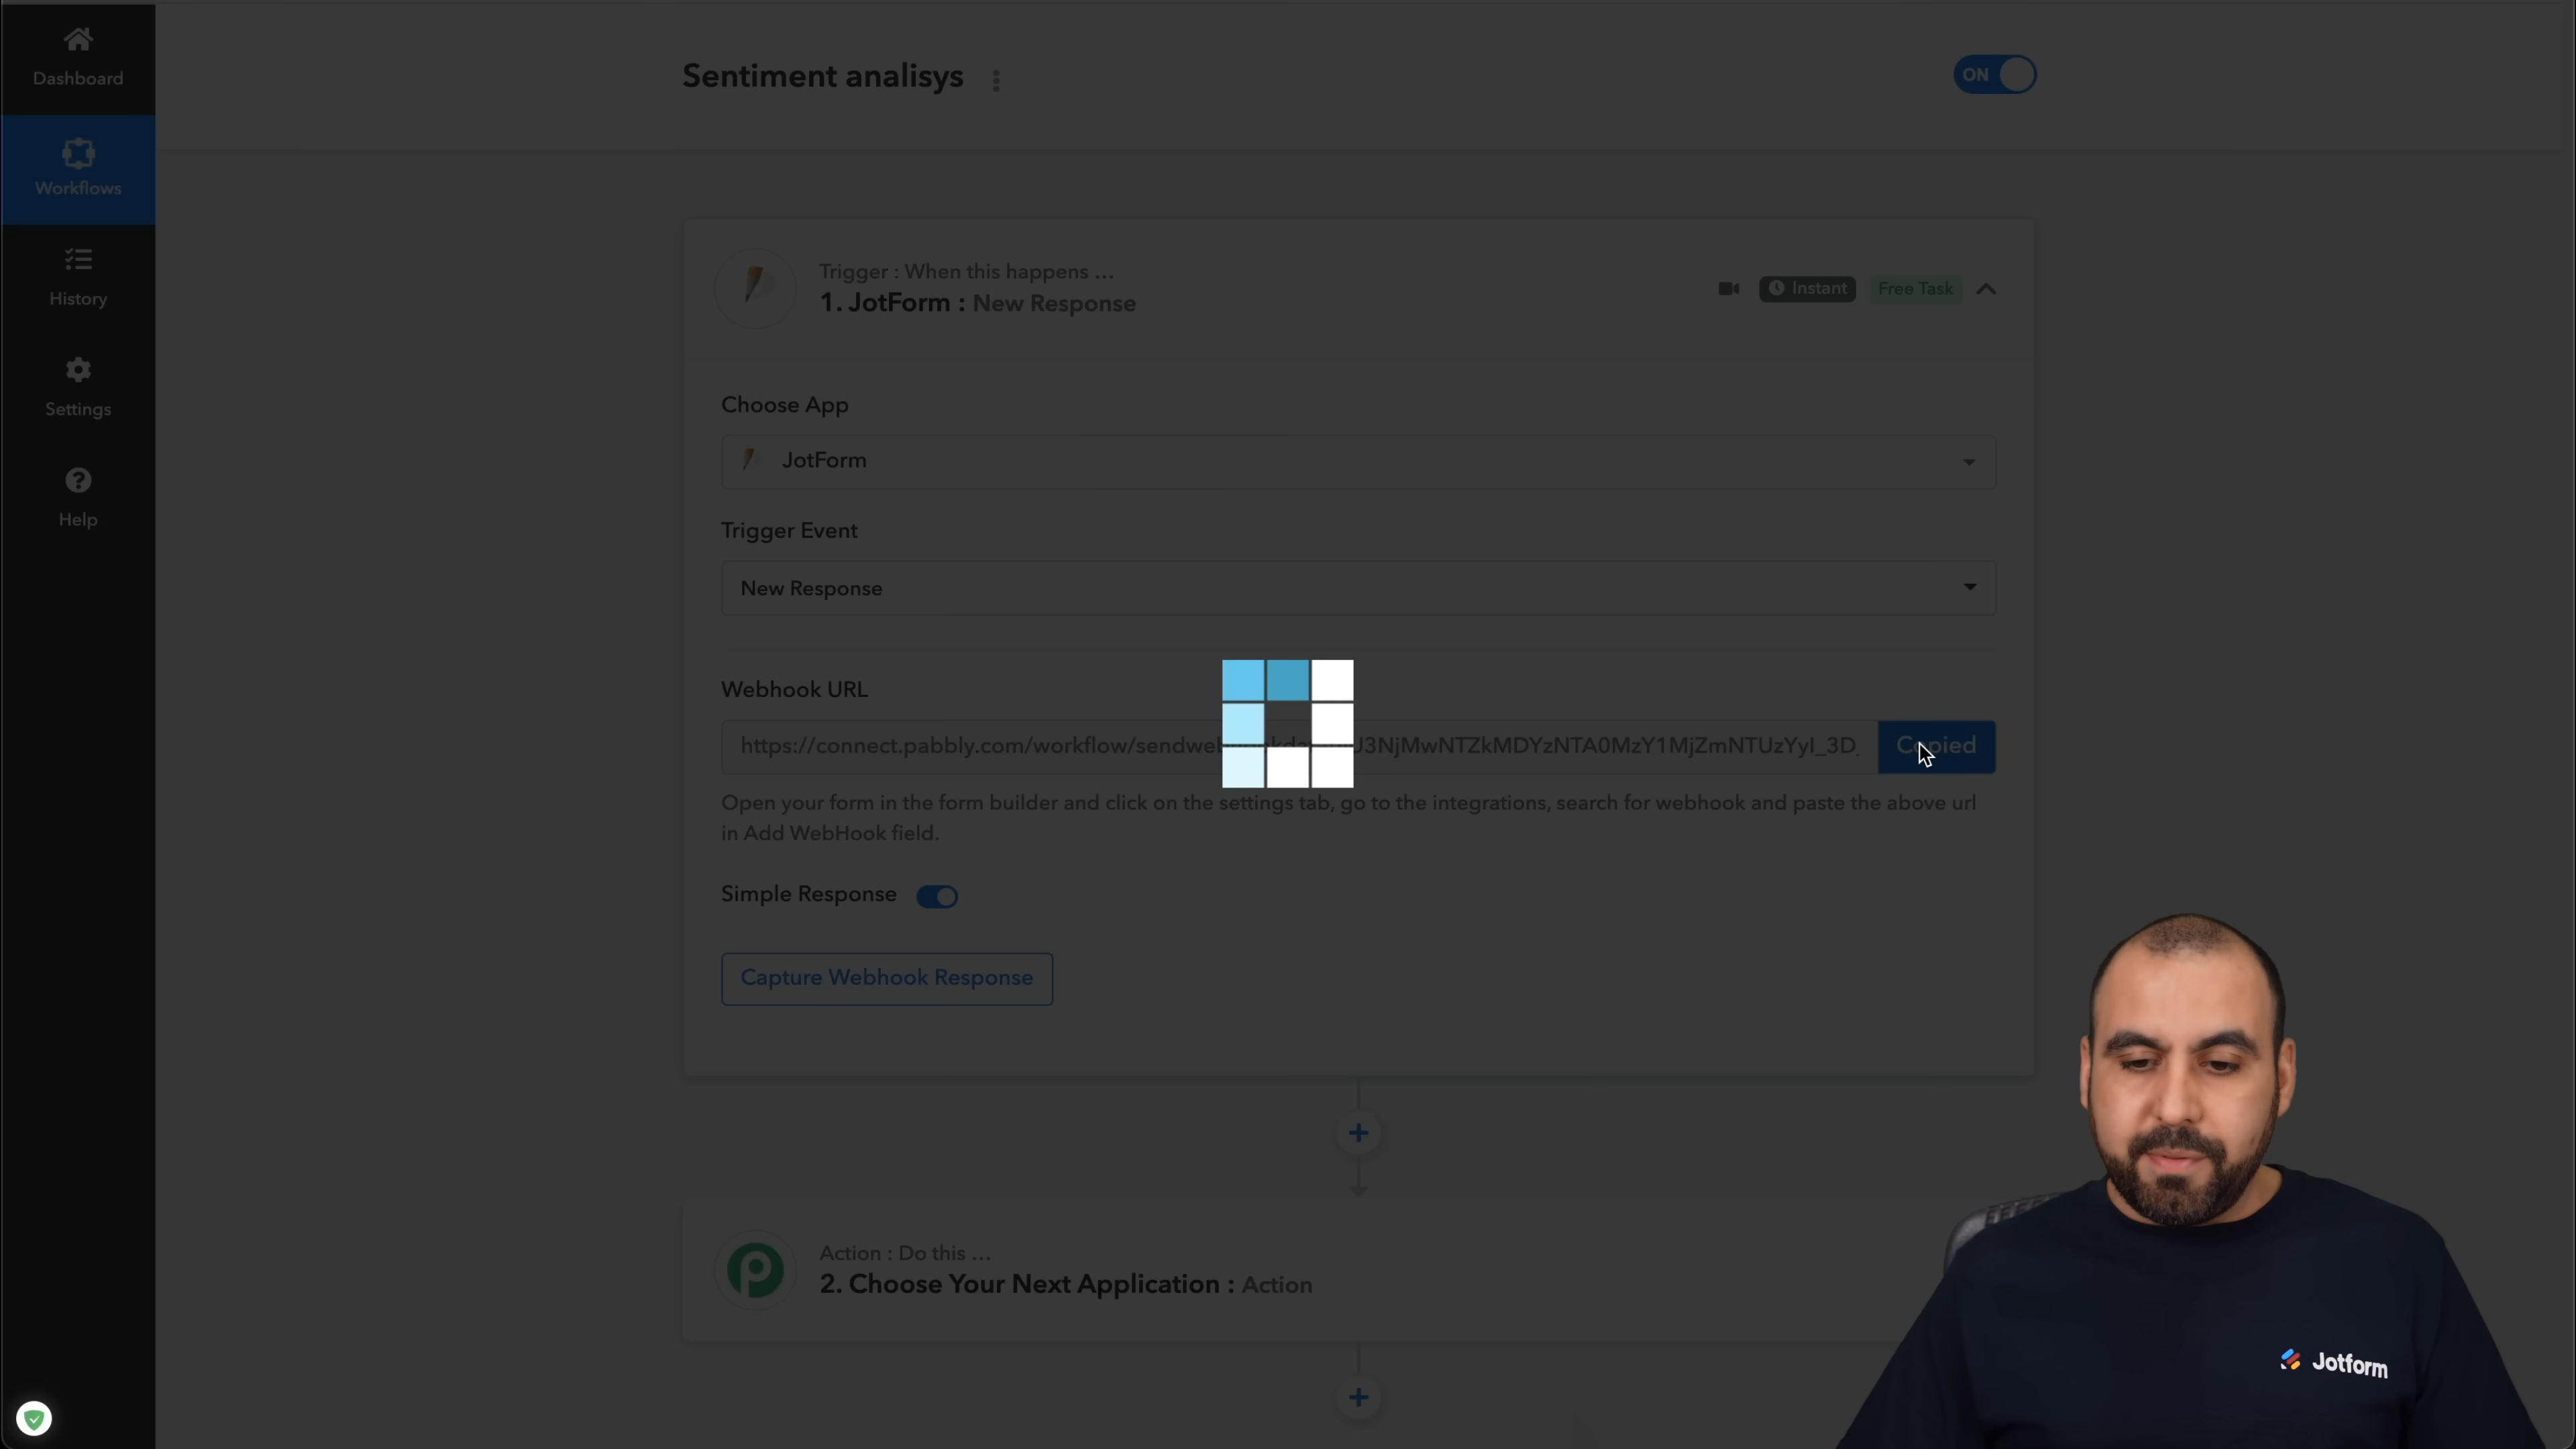 Dashboard
Workflows
History
Settings
Help
Sentiment analisys
ON
Trigger : When this happens ...
1. JotForm : New Response
Instant
Free Task
Choose App
JotForm
Trigger Event
New Response
Webhook URL
https://connect.pabbly.com/workflow/sendwe
J3NjMwNTZkMDYzNTA0MzY1MjZmNTUzYyI_3D_
Copied
Open your form in the form builder and click on the settings tab, go to the integrations, search for webhook and paste the above url
in Add WebHook field.
Simple Response
Capture Webhook Response
Action : Do this ...
2. Choose Your Next Application : Action
Jotform